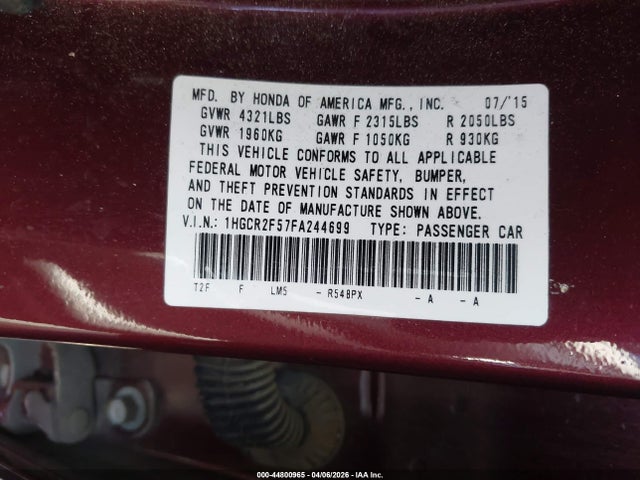 MFD. BY HONDA OF AMERICA MFG., INC. 07/'15
GVWR 4321LBS GAWR F 2315LBS R 2050LBS
GVWR 1960KG GAWR F 1050KG R 930KG
THIS VEHICLE CONFORMS TO ALL APPLICABLE
FEDERAL MOTOR VEHICLE SAFETY, BUMPER,
AND THEFT PREVENTION STANDARDS IN EFFECT
ON THE DATE OF MANUFACTURE SHOWN ABOVE.
V.I.N.: 1HGCR2F57FA244699 TYPE: PASSENGER CAR
T2F F LM5 - R548PX - A - A
000-44800965 - 04/06/2026 - IAA Inc.